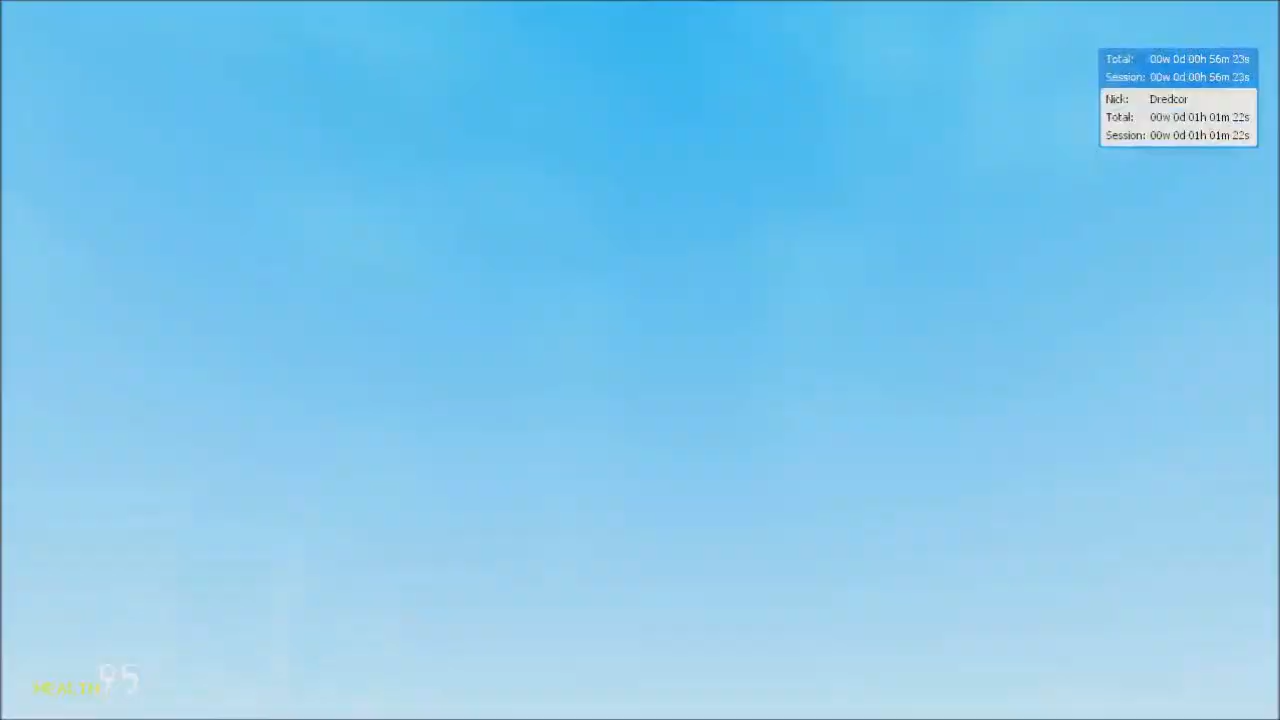 Total: 00w 0d 00h 56m 23s
Session: 00w 0d 00h 56m 23s
Nick: Dredcor
Total: 00w 0d 01h 01m 22s
Session: 00w 0d 01h 01m 22s
HEALTH 95